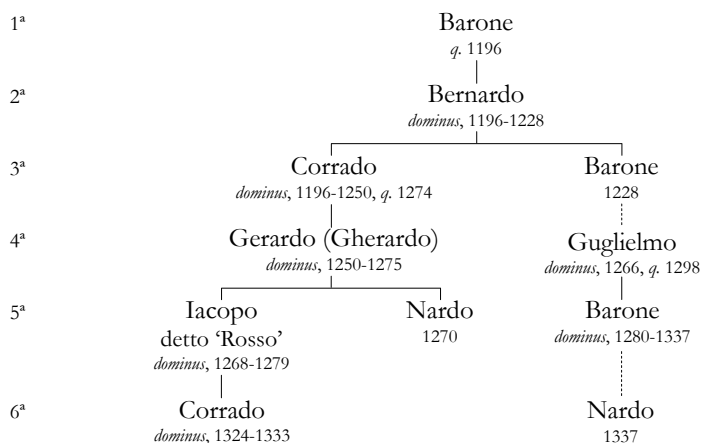 1ª Barone
q. 1196
2ª Bernardo
dominus, 1196-1228
3ª Corrado Barone
dominus, 1196-1250, q. 1274 1228
4ª Gerardo (Gherardo) Guglielmo
dominus, 1250-1275 dominus, 1266, q. 1298
5ª Iacopo Nardo Barone
detto ‘Rosso’ 1270 dominus, 1280-1337
dominus, 1268-1279
6ª Corrado Nardo
dominus, 1324-1333 1337